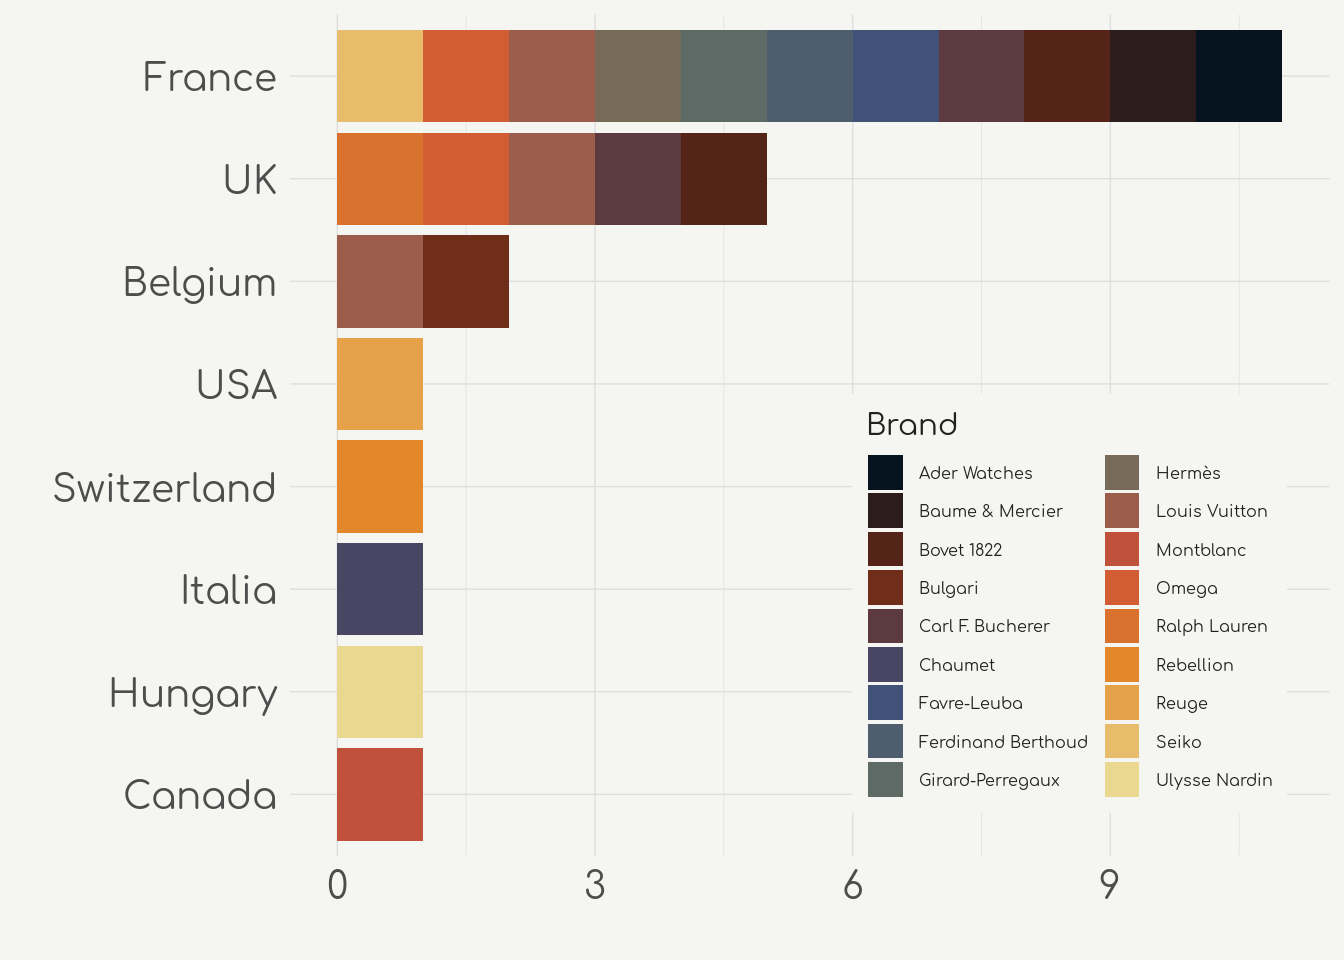 France
UK
Belgium
USA
Switzerland
Italia
Hungary
Canada
0 3 6 9
Brand
Ader Watches
Baume & Mercier
Bovet 1822
Bulgari
Carl F. Bucherer
Chaumet
Favre-Leuba
Ferdinand Berthoud
Girard-Perregaux
Hermès
Louis Vuitton
Montblanc
Omega
Ralph Lauren
Rebellion
Reuge
Seiko
Ulysse Nardin